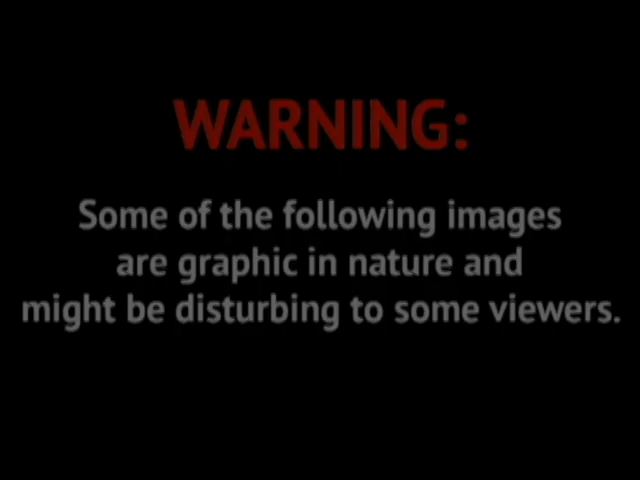 WARNING:
Some of the following images
are graphic in nature and
might be disturbing to some viewers.